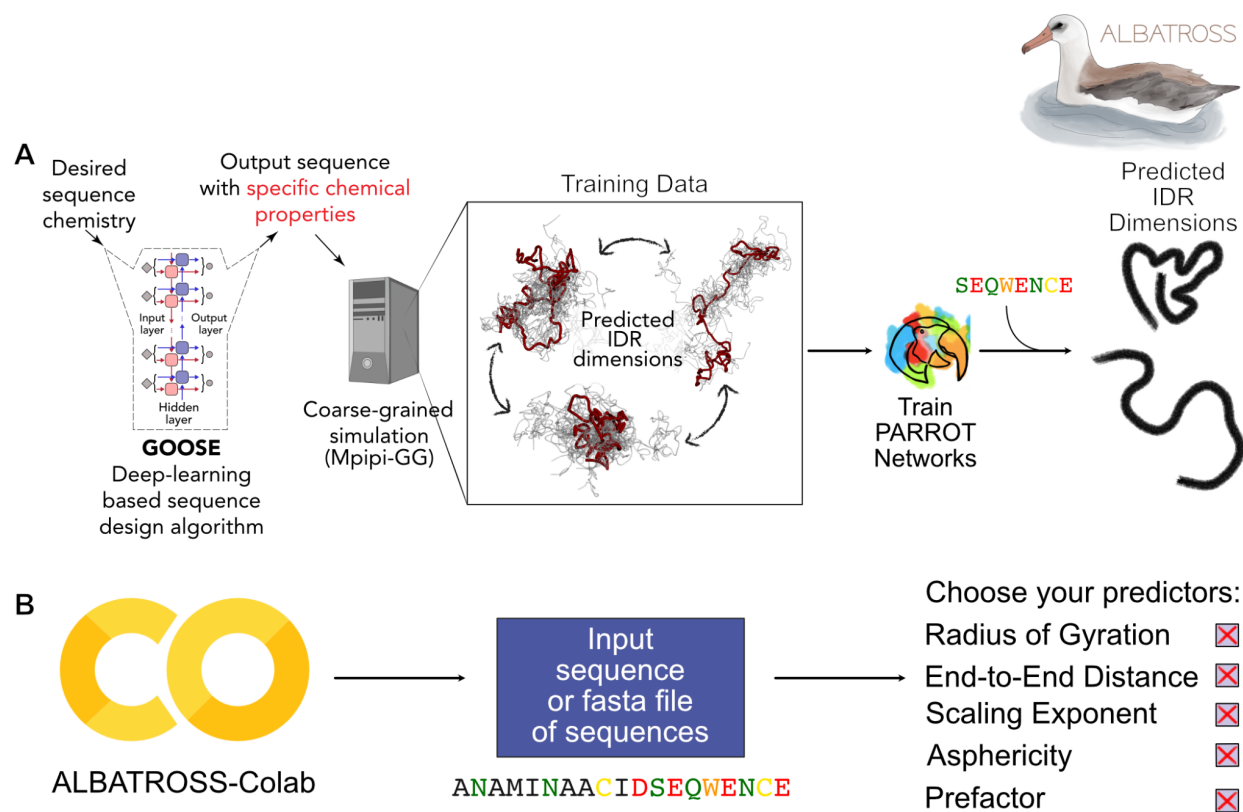 ALBATROSS
A
Desired
sequence
chemistry
Output sequence
with specific chemical
properties
Input
layer
Output
layer
Hidden
layer
GOOSE
Deep-learning
based sequence
design algorithm
Coarse-grained
simulation
(Mpipi-GG)
Training Data
Predicted
IDR
dimensions
SEQWENCE
Train
PARROT
Networks
Predicted
IDR
Dimensions
B
ALBATROSS-Colab
Input
sequence
or fasta file
of sequences
ANAMINAACIDSEQWENCE
Choose your predictors:
Radius of Gyration
End-to-End Distance
Scaling Exponent
Asphericity
Prefactor